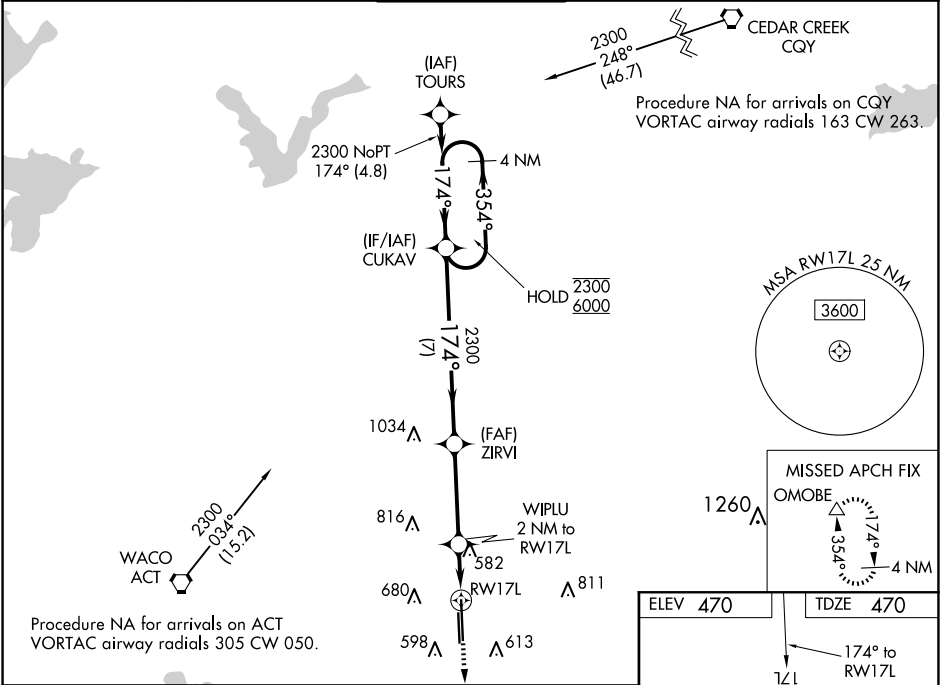 CEDAR CREEK
CQY
2300
248°
(46.7)
Procedure NA for arrivals on CQY
VORTAC airway radials 163 CW 263.
(IAF)
TOURS
2300 NoPT
174° (4.8)
4 NM
174°
354°
(IF/IAF)
CUKAV
HOLD 2300
6000
2300
174°
(7)
MSA RW17L 25 NM
3600
1034
(FAF)
ZIRVI
816
WIPLU
2 NM to
RW17L
582
680
RW17L
811
598
613
2300
034°
(15.2)
WACO
ACT
Procedure NA for arrivals on ACT
VORTAC airway radials 305 CW 050.
1260
MISSED APCH FIX
OMOBE
174°
354°
4 NM
ELEV 470
TDZE 470
174° to
RW17L
17L